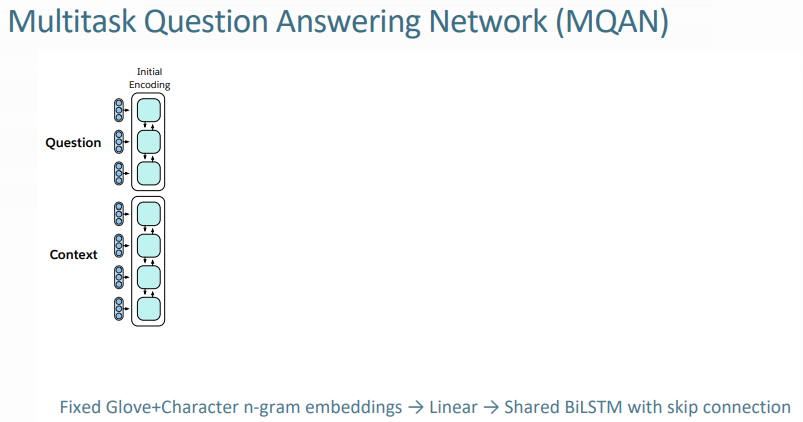 Multitask Question Answering Network (MQAN)
Initial
Encoding
Question
Context
Fixed Glove+Character n-gram embeddings → Linear → Shared BiLSTM with skip connection